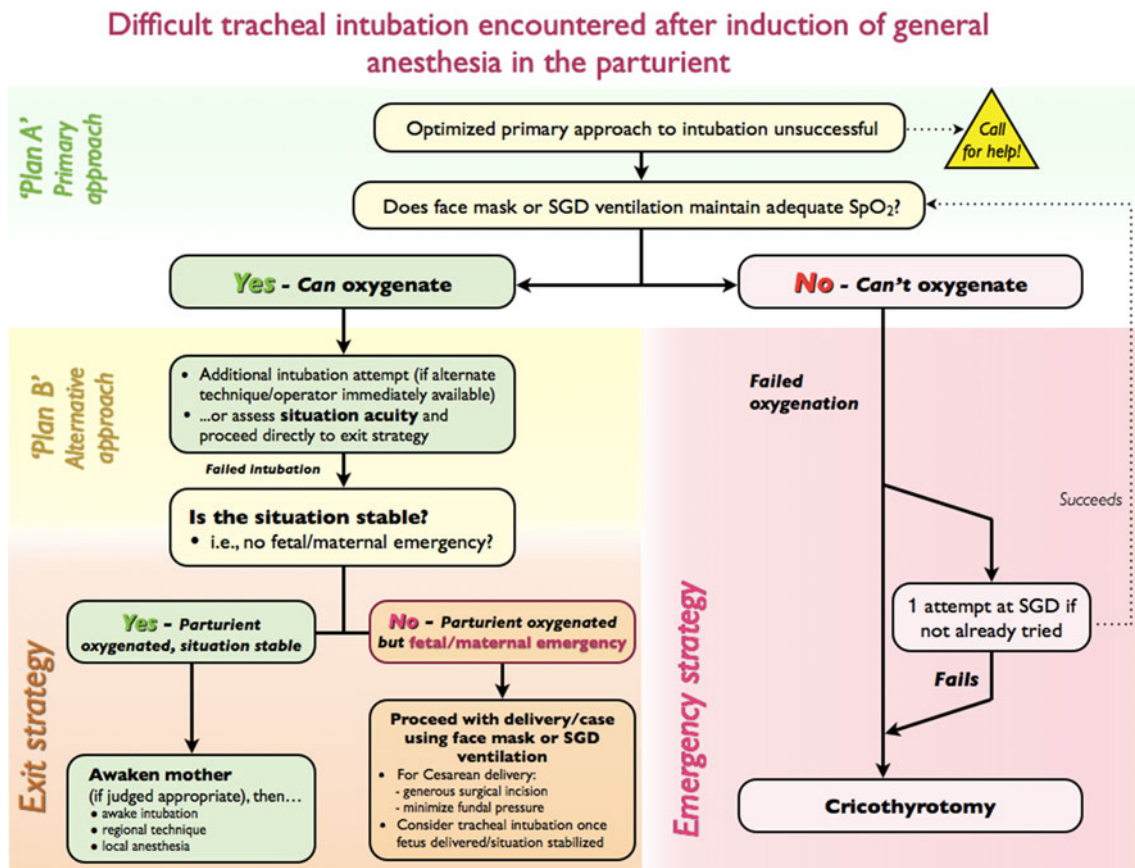 Difficult tracheal intubation encountered after induction of general
anesthesia in the parturient
'Plan A'
Primary
approach
Optimized primary approach to intubation unsuccessful
Call
for help!
Does face mask or SGD ventilation maintain adequate SpO₂?
Yes - Can oxygenate
No - Can't oxygenate
'Plan B'
Alternative
approach
• Additional intubation attempt (if alternate
technique/operator immediately available)
• ...or assess situation acuity and
proceed directly to exit strategy
Failed intubation
Is the situation stable?
• i.e., no fetal/maternal emergency?
Exit strategy
Yes - Parturient
oxygenated, situation stable
No - Parturient oxygenated
but fetal/maternal emergency
Awaken mother
(if judged appropriate), then…
• awake intubation
• regional technique
• local anesthesia
Proceed with delivery/case
using face mask or SGD
ventilation
• For Cesarean delivery:
- generous surgical incision
- minimize fundal pressure
• Consider tracheal intubation once
fetus delivered/situation stabilized
Emergency strategy
Failed
oxygenation
Succeeds
1 attempt at SGD if
not already tried
Fails
Cricothyrotomy